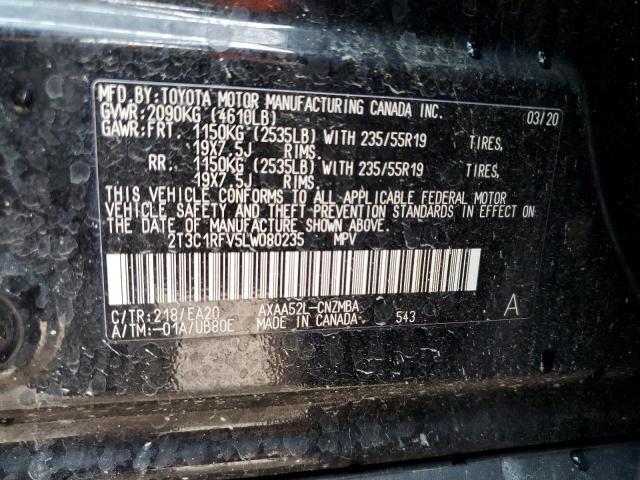 MFD.BY:TOYOTA MOTOR MANUFACTURING CANADA INC. 03/20
GVWR:2090KG (4610LB)
GAWR:FRT. 1150KG (2535LB) WITH 235/55R19 TIRES,
19X7.5J RIMS.
RR. 1150KG (2535LB) WITH 235/55R19 TIRES,
19X7.5J RIMS.
THIS VEHICLE CONFORMS TO ALL APPLICABLE FEDERAL MOTOR
VEHICLE SAFETY AND THEFT PREVENTION STANDARDS IN EFFECT ON
THE DATE OF MANUFACTURE SHOWN ABOVE.
2T3C1RFV5LW080235 MPV
C/TR:218/EA20 AXAA52L-CNZMBA
A/TM:-01A/UB80E MADE IN CANADA 543 A